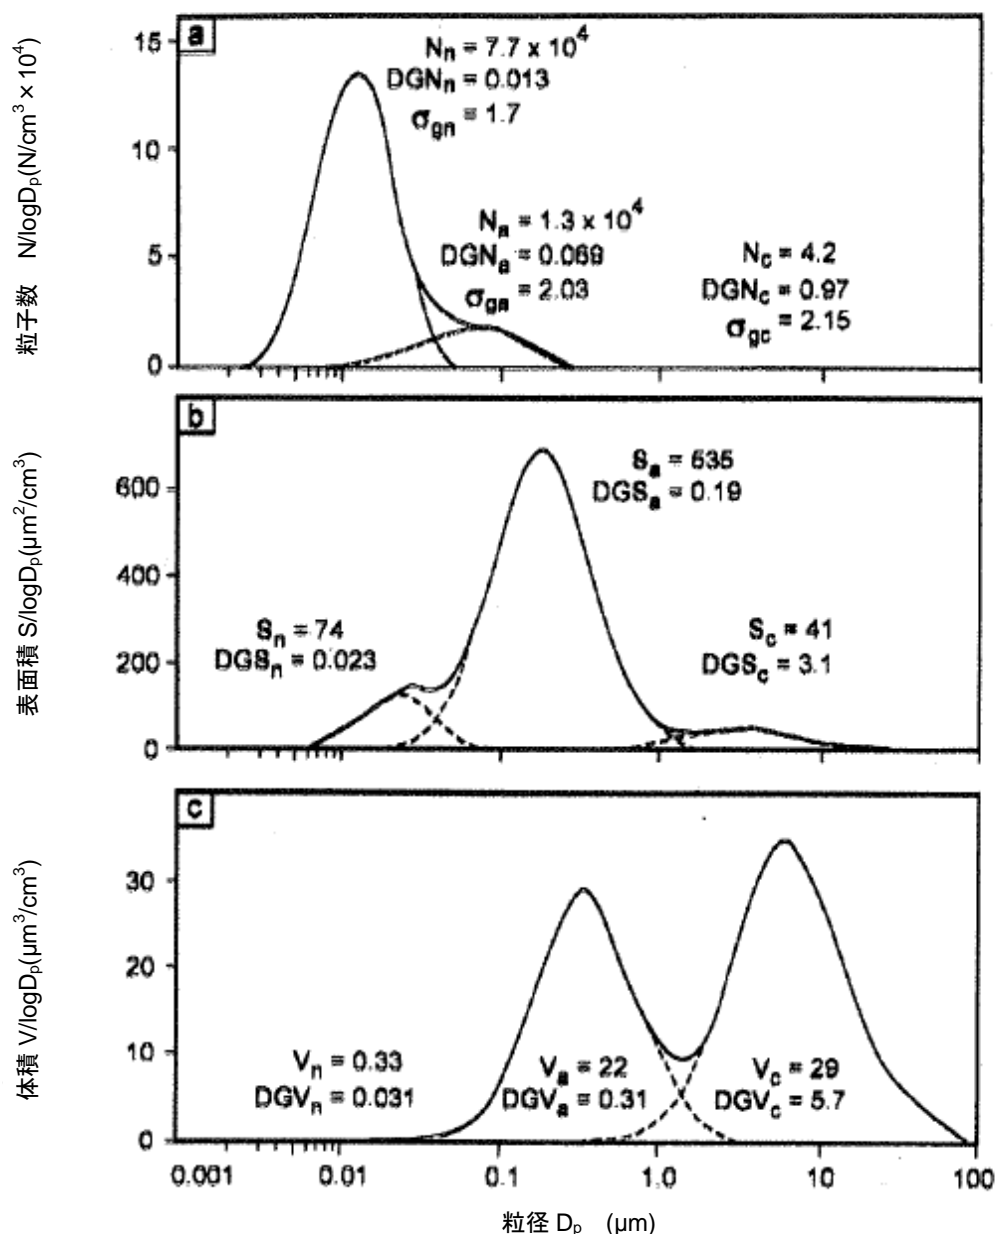 粒子数 N/logDp(N/cm³ × 10⁴)
a
15
10
5
0
Nn = 7.7 x 10⁴
DGNn = 0.013
σgn = 1.7
Na = 1.3 x 10⁴
DGNa = 0.069
σga = 2.03
Nc = 4.2
DGNc = 0.97
σgc = 2.15
表面積 S/logDp(μm²/cm³)
b
600
400
200
0
Sn = 74
DGSn = 0.023
Sa = 535
DGSa = 0.19
Sc = 41
DGSc = 3.1
体積 V/logDp(μm³/cm³)
c
30
20
10
0
Vn = 0.33
DGVn = 0.031
Va = 22
DGVa = 0.31
Vc = 29
DGVc = 5.7
0.001 0.01 0.1 1.0 10 100
粒径 Dp (μm)